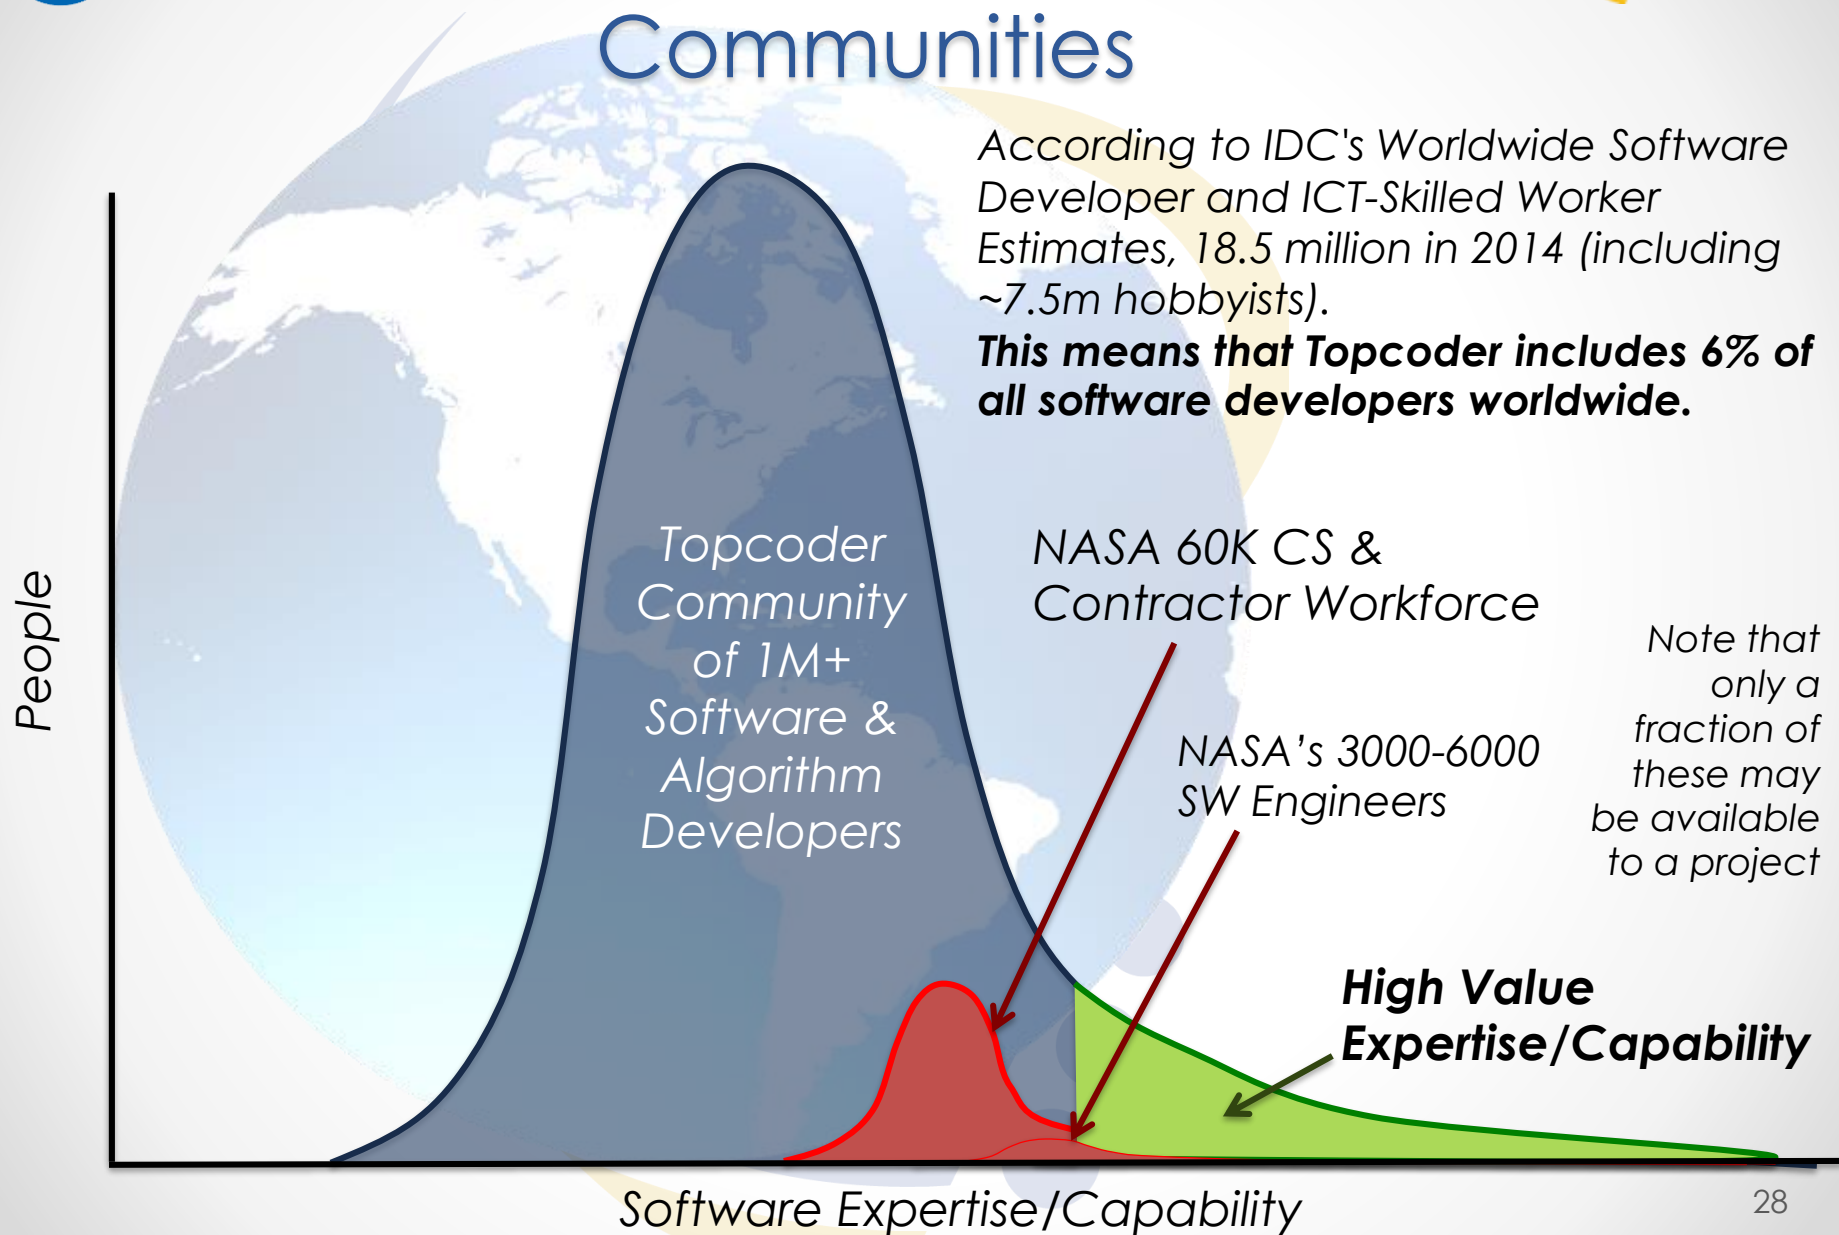 Communities
According to IDC's Worldwide Software
Developer and ICT-Skilled Worker
Estimates, 18.5 million in 2014 (including
~7.5m hobbyists).
This means that Topcoder includes 6% of
all software developers worldwide.
Topcoder
Community
of 1M+
Software &
Algorithm
Developers
NASA 60K CS &
Contractor Workforce
NASA’s 3000-6000
SW Engineers
Note that
only a
fraction of
these may
be available
to a project
High Value
Expertise/Capability
People
Software Expertise/Capability
28